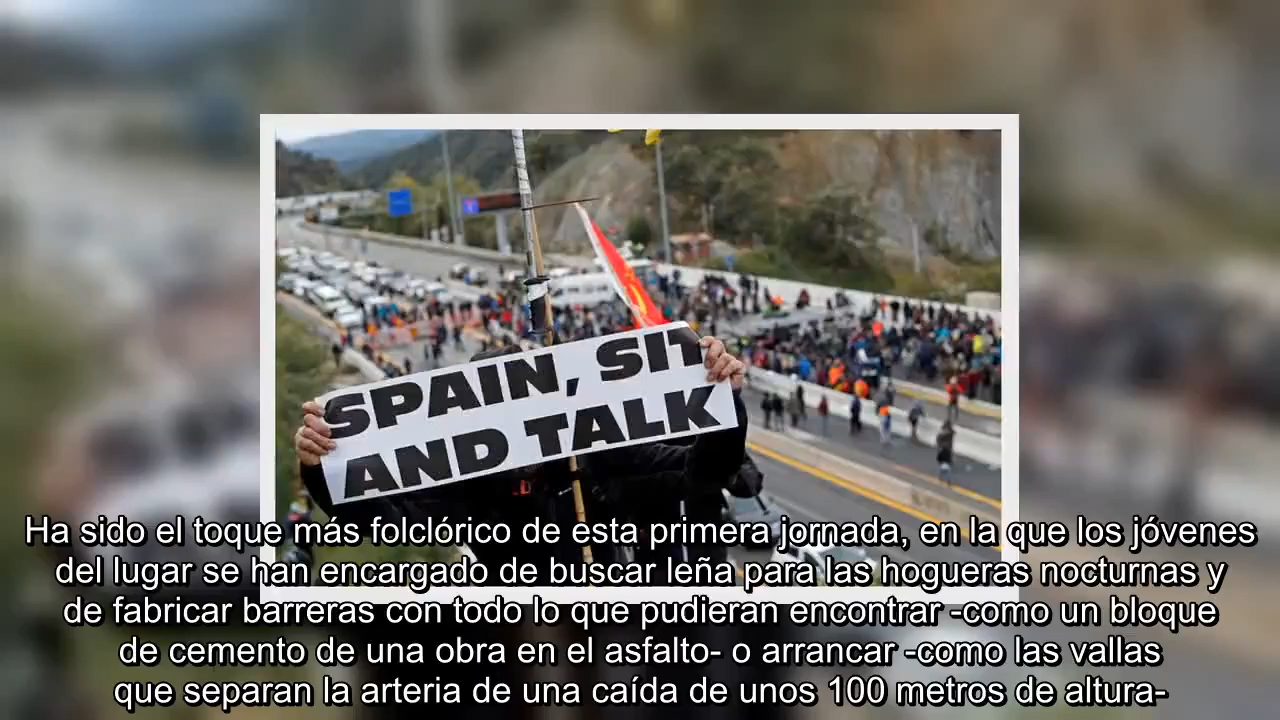 SPAIN, SIT
AND TALK
Ha sido el toque más folclórico de esta primera jornada, en la que los jóvenes
del lugar se han encargado de buscar leña para las hogueras nocturnas y
de fabricar barreras con todo lo que pudieran encontrar -como un bloque
de cemento de una obra en el asfalto- o arrancar -como las vallas
que separan la arteria de una caída de unos 100 metros de altura-